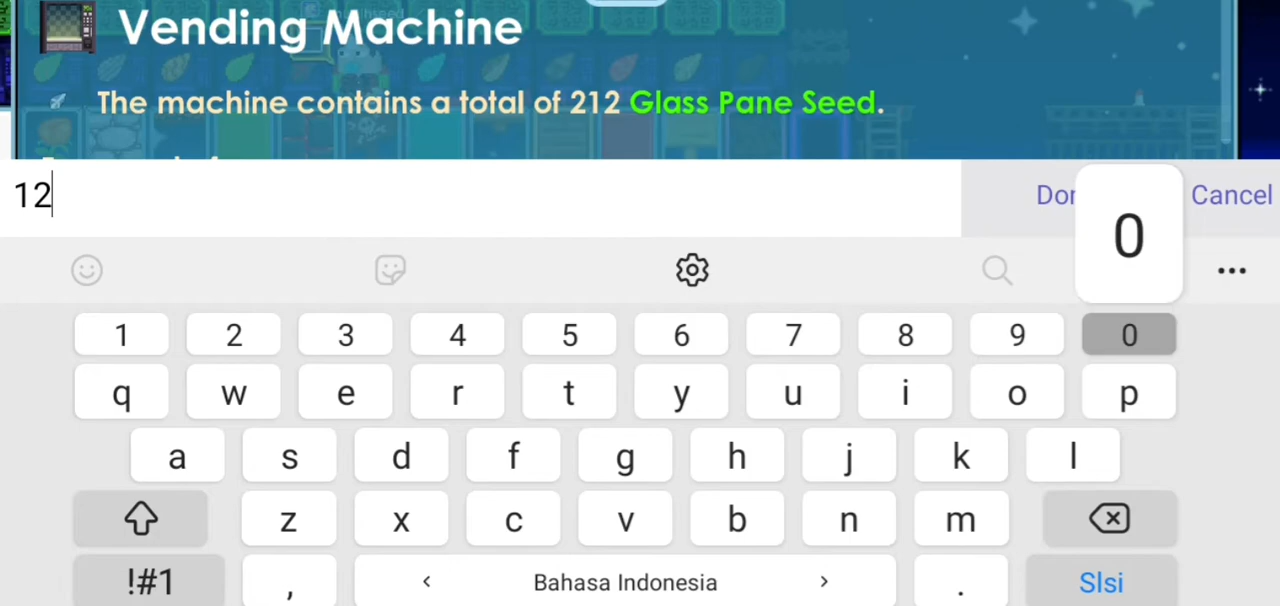 Vending Machine
The machine contains a total of 212 Glass Pane Seed.
12
Cancel
0
1 2 3 4 5 6 7 8 9 0
q w e r t y u i o p
a s d f g h j k l
z x c v b n m
!#1 , < Bahasa Indonesia > . Slsi